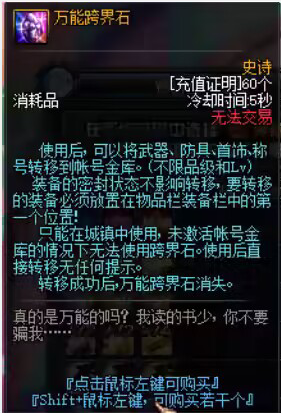 万能跨界石
史诗
[充值证明]60个
消耗品 冷却时间:5秒
无法交易
使用后，可以将武器、防具、首饰、称
号转移到帐号金库。(不限品级和Lv)
装备的密封状态不影响转移，要转移
的装备必须放置在物品栏装备栏中的第
一个位置!
只能在城镇中使用，未激活帐号金
库的情况下无法使用跨界石。使用后直
接转移无任何提示。
转移成功后，万能跨界石消失。
真的是万能的吗？我读的书少，你不要
骗我……
『点击鼠标左键可购买』
『Shift+鼠标左键，可购买若干个』